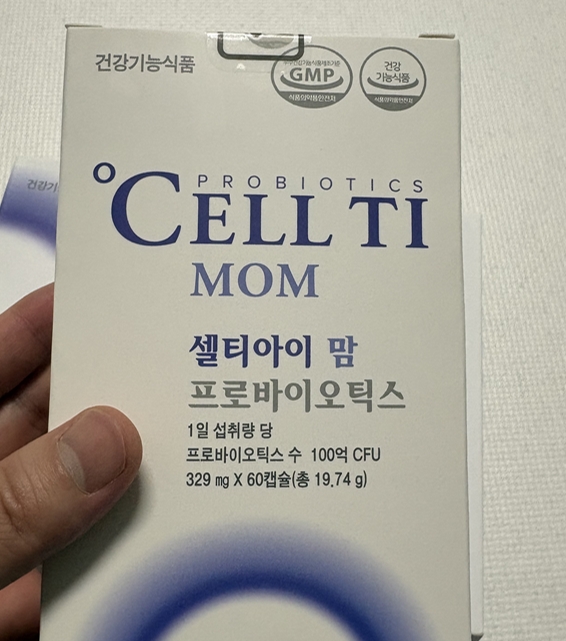 건강기능식품
GMP
식품의약품안전처
건강
기능식품
식품의약품안전처
PROBIOTICS
°CELL TI
MOM
셀티아이 맘
프로바이오틱스
1일 섭취량 당
프로바이오틱스 수 100억 CFU
329 mg X 60캡슐(총 19.74 g)
건강기